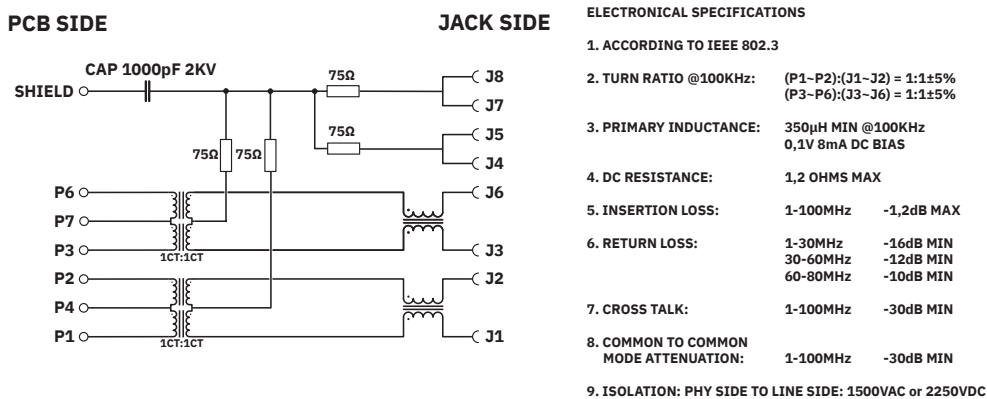 PCB SIDE
JACK SIDE
CAP 1000pF 2KV
SHIELD
75Ω
J8
J7
75Ω
J5
J4
75Ω 75Ω
P6
J6
P7
P3
J3
1CT:1CT
P2
J2
P4
P1
J1
1CT:1CT
ELECTRONICAL SPECIFICATIONS
1. ACCORDING TO IEEE 802.3
2. TURN RATIO @100KHz: (P1~P2):(J1~J2) = 1:1±5%
(P3~P6):(J3~J6) = 1:1±5%
3. PRIMARY INDUCTANCE: 350µH MIN @100KHz
0,1V 8mA DC BIAS
4. DC RESISTANCE: 1,2 OHMS MAX
5. INSERTION LOSS: 1-100MHz -1,2dB MAX
6. RETURN LOSS: 1-30MHz -16dB MIN
30-60MHz -12dB MIN
60-80MHz -10dB MIN
7. CROSS TALK: 1-100MHz -30dB MIN
8. COMMON TO COMMON
MODE ATTENUATION: 1-100MHz -30dB MIN
9. ISOLATION: PHY SIDE TO LINE SIDE: 1500VAC or 2250VDC